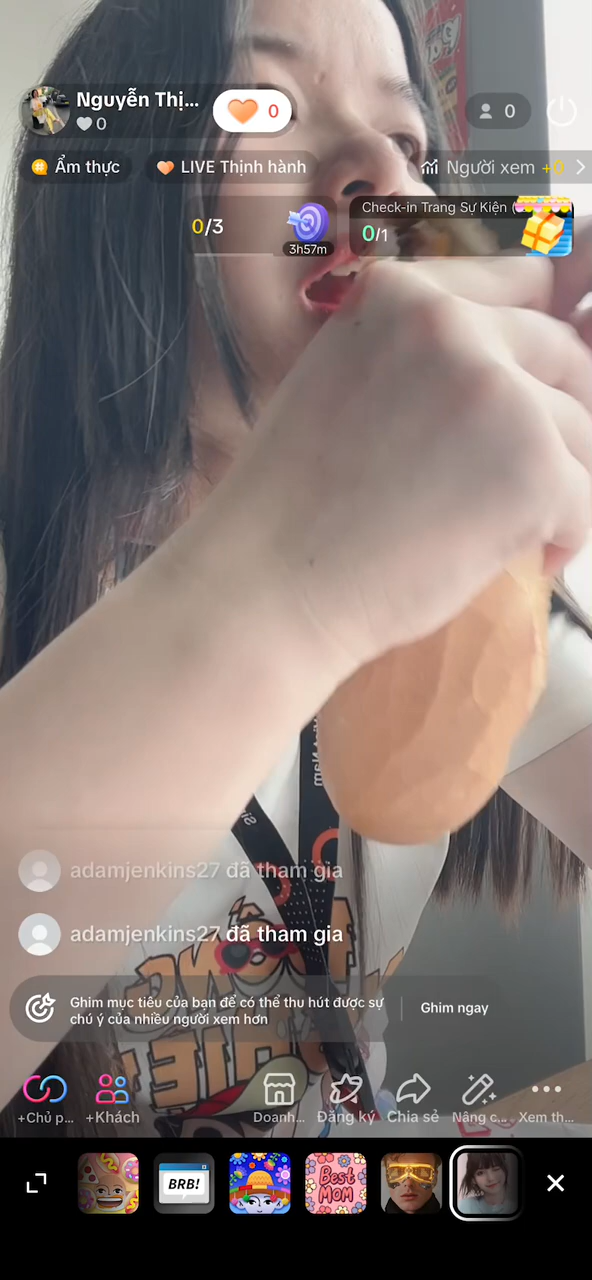 Nguyễn Thị...
0
0
0
Ẩm thực
LIVE Thịnh hành
Người xem +0
0/3
3h57m
Check-in Trang Sự Kiện (
0/1
adamjenkins27 đã tham gia
adamjenkins27 đã tham gia
Ghim mục tiêu của bạn để có thể thu hút được sự
chú ý của nhiều người xem hơn
Ghim ngay
+Chủ p...
+Khách
Doanh...
Đăng ký
Chia sẻ
Nâng c...
Xem th...
BRB!
Best
MOM